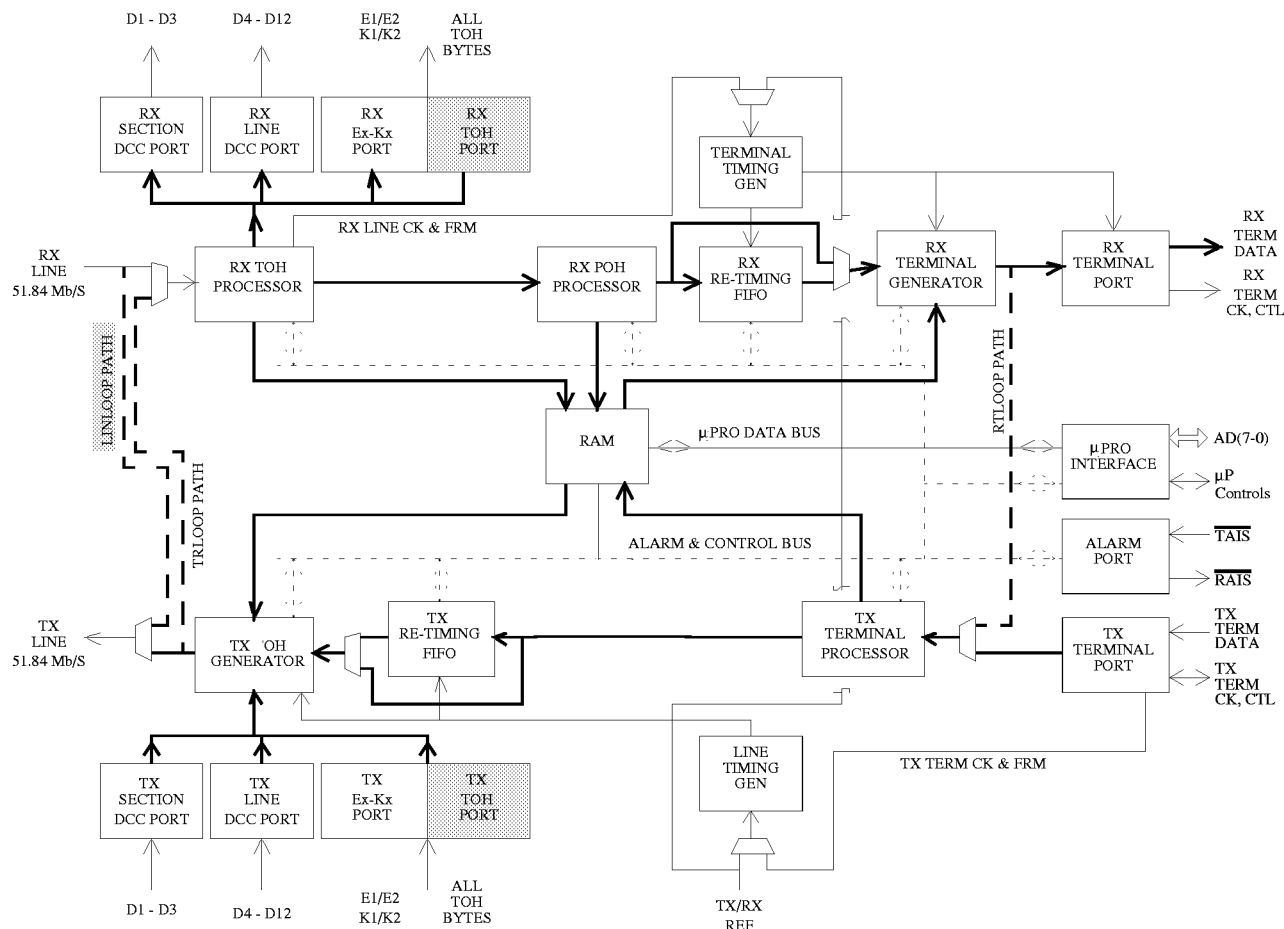 D1 - D3
D4 - D12
E1/E2
K1/K2
ALL
TOH
BYTES
RX
SECTION
DCC PORT
RX
LINE
DCC PORT
RX
Ex-Kx
PORT
RX
TOH
PORT
TERMINAL
TIMING
GEN
RX LINE CK & FRM
RX
LINE
51.84 Mb/S
RX TOH
PROCESSOR
RX POH
PROCESSOR
RX
RE-TIMING
FIFO
RX
TERMINAL
GENERATOR
RX
TERMINAL
PORT
RX
TERM
DATA
RX
TERM
CK, CTL
LINLOOP PATH
TRLOOP PATH
RTLOOP PATH
RAM
μPRO DATA BUS
μPRO
INTERFACE
AD(7-0)
μP
Controls
ALARM & CONTROL BUS
ALARM
PORT
TAIS
RAIS
TX
LINE
51.84 Mb/S
TX
GENERATOR
TX
RE-TIMING
FIFO
TX
TERMINAL
PROCESSOR
TX
TERMINAL
PORT
TX
TERM
DATA
TX
TERM
CK, CTL
LINE
TIMING
GEN
TX TERM CK & FRM
TX
SECTION
DCC PORT
TX
LINE
DCC PORT
TX
Ex-Kx
PORT
TX
TOH
PORT
D1 - D3
D4 - D12
E1/E2
K1/K2
ALL
TOH
BYTES
TX/RX
REF